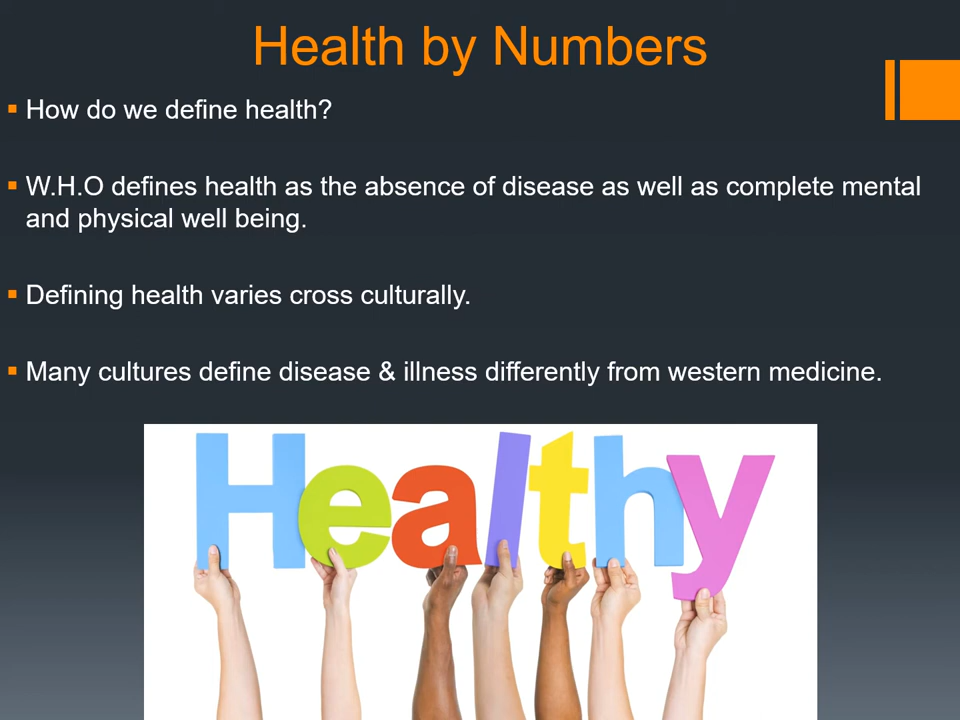 Health by Numbers
How do we define health?
W.H.O defines health as the absence of disease as well as complete mental
and physical well being.
Defining health varies cross culturally.
Many cultures define disease & illness differently from western medicine.
Healthy